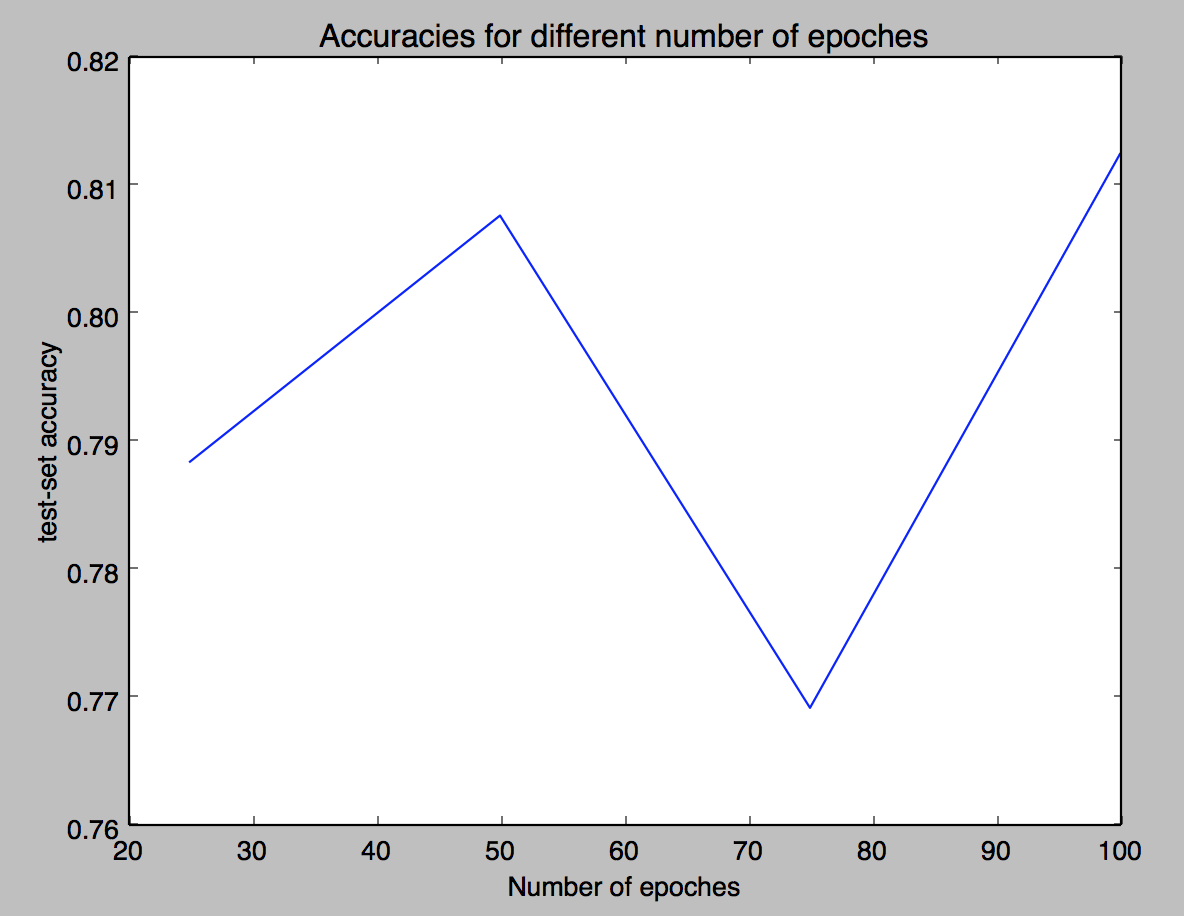 Accuracies for different number of epoches
0.82
0.81
0.80
0.79
0.78
0.77
0.76
test-set accuracy
20 30 40 50 60 70 80 90 100
Number of epoches